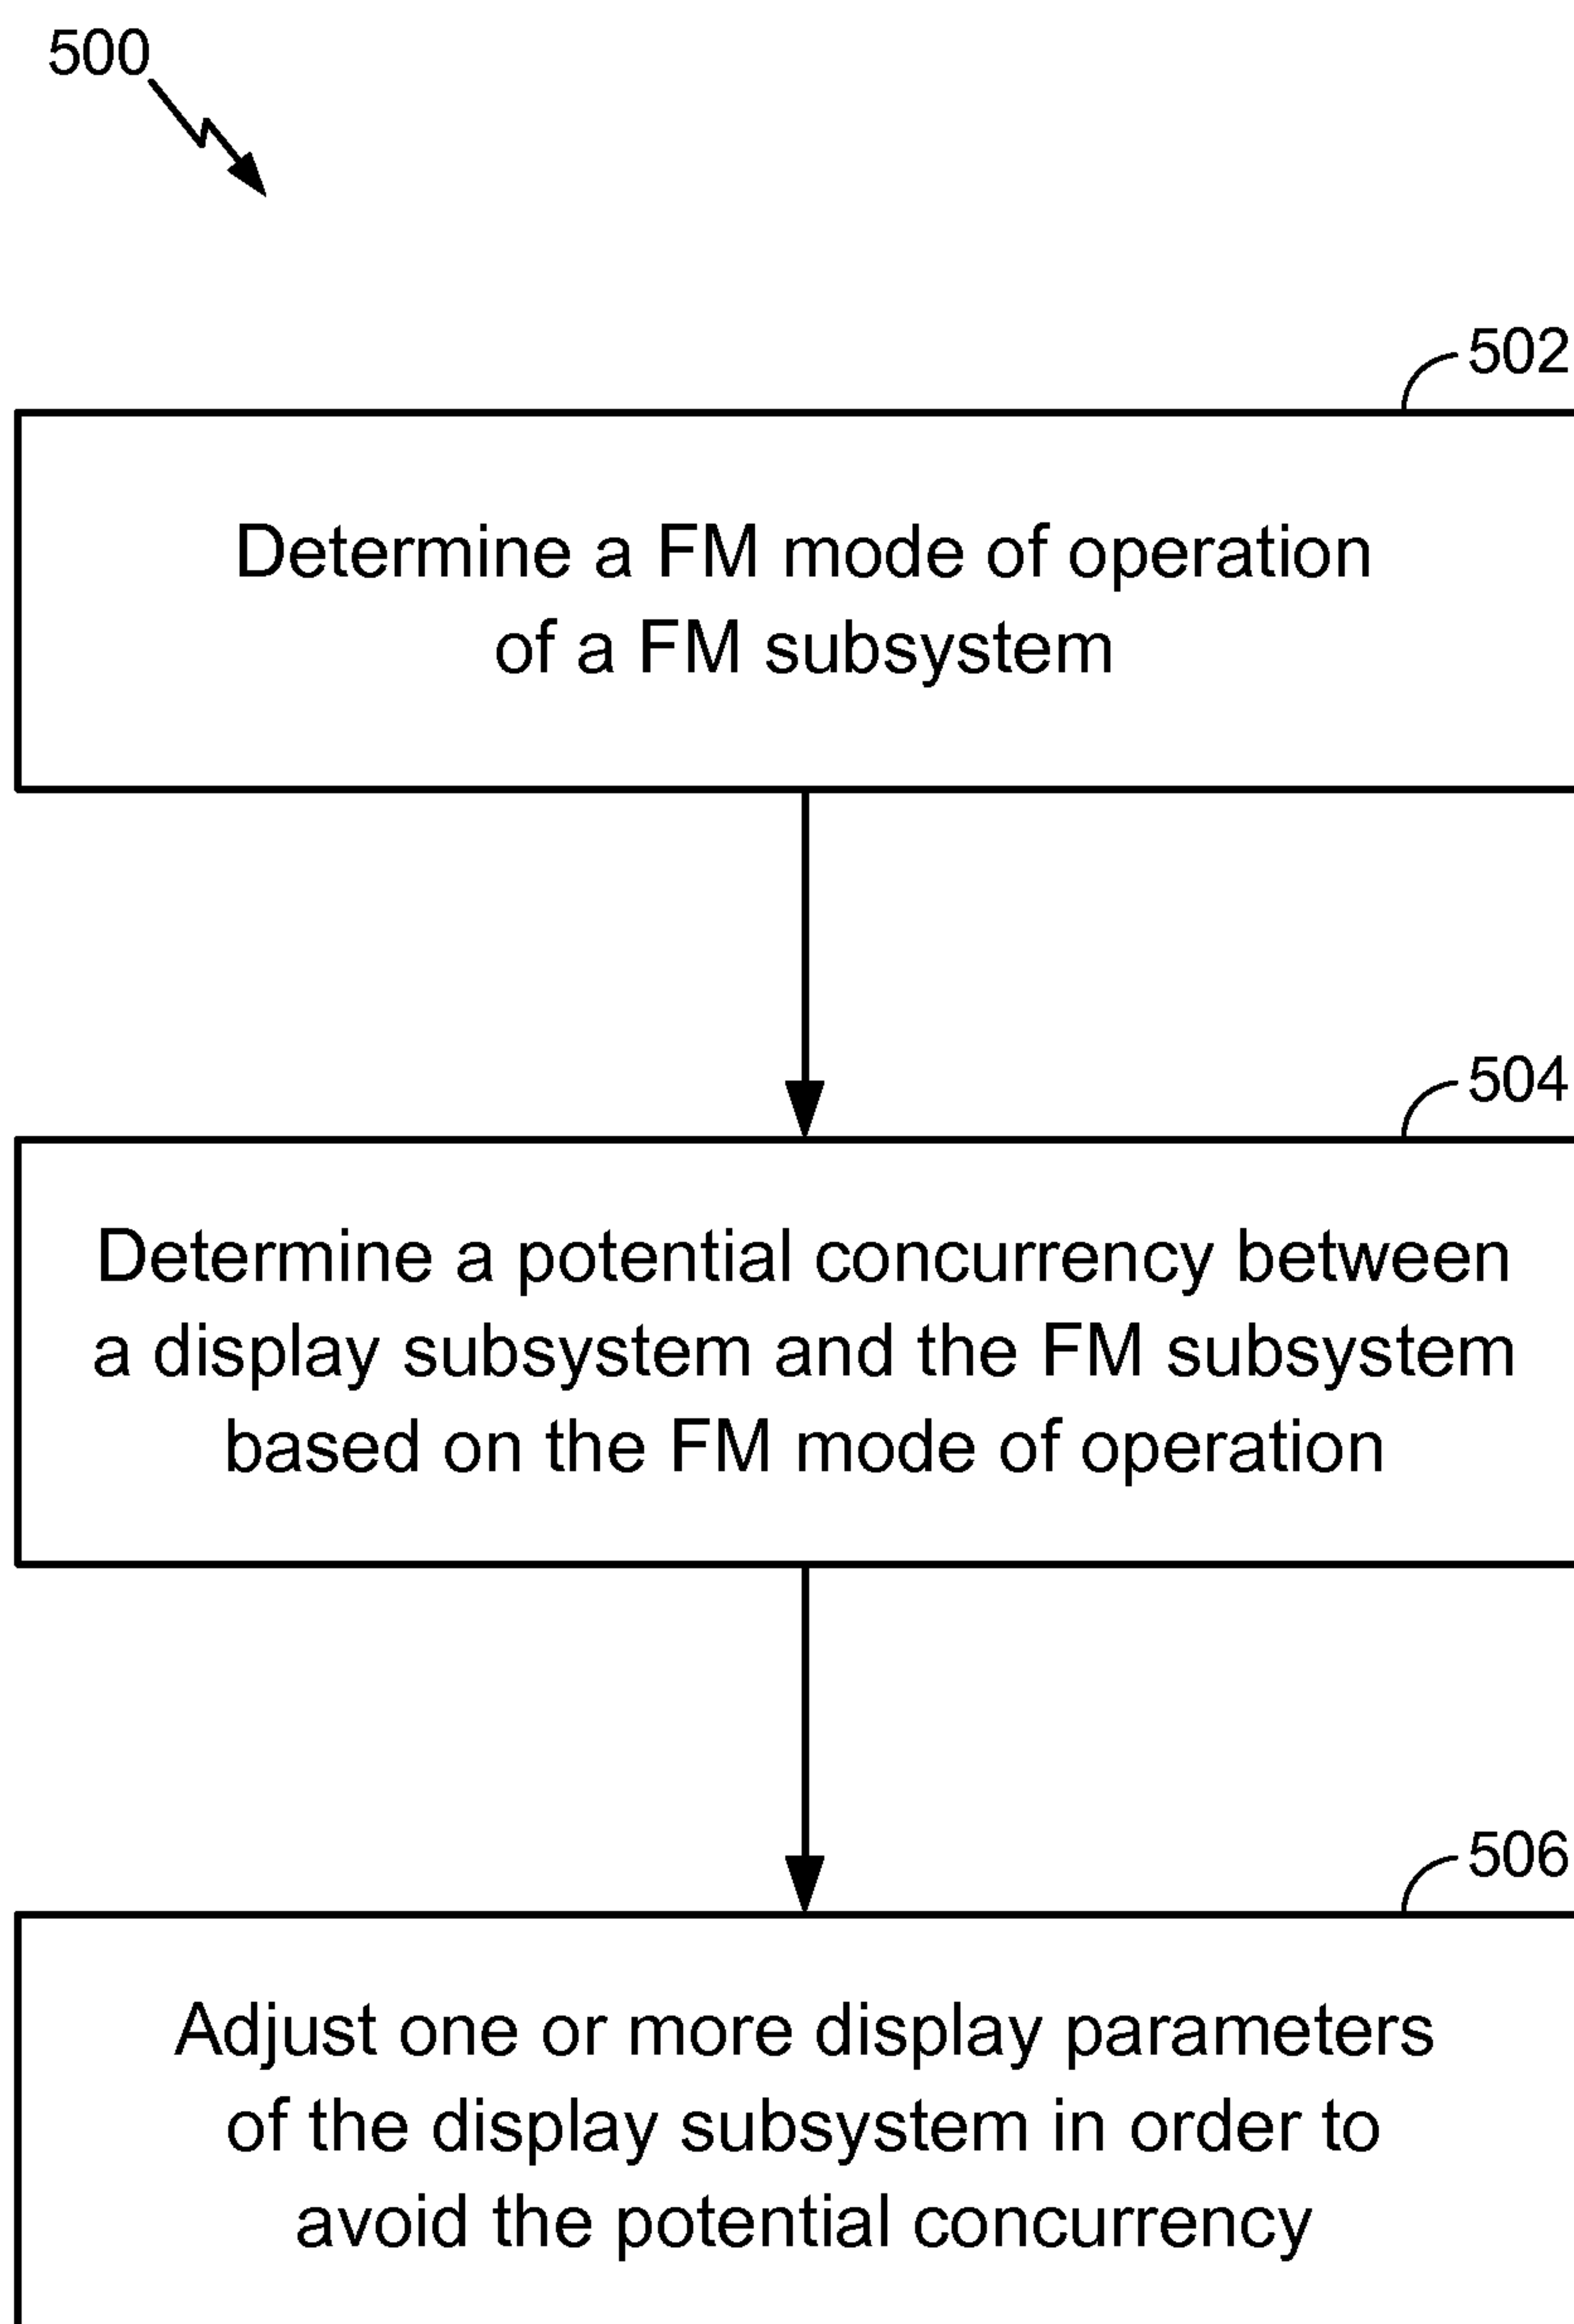 500
502
Determine a FM mode of operation
of a FM subsystem
504
Determine a potential concurrency between
a display subsystem and the FM subsystem
based on the FM mode of operation
506
Adjust one or more display parameters
of the display subsystem in order to
avoid the potential concurrency